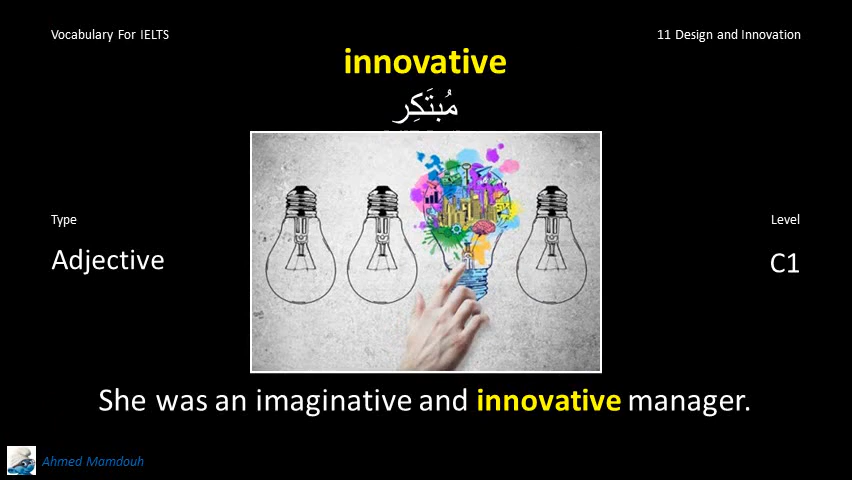 Vocabulary For IELTS
11 Design and Innovation
innovative
مُبتَكِر
Type
Level
Adjective
C1
She was an imaginative and innovative manager.
Ahmed Mamdouh